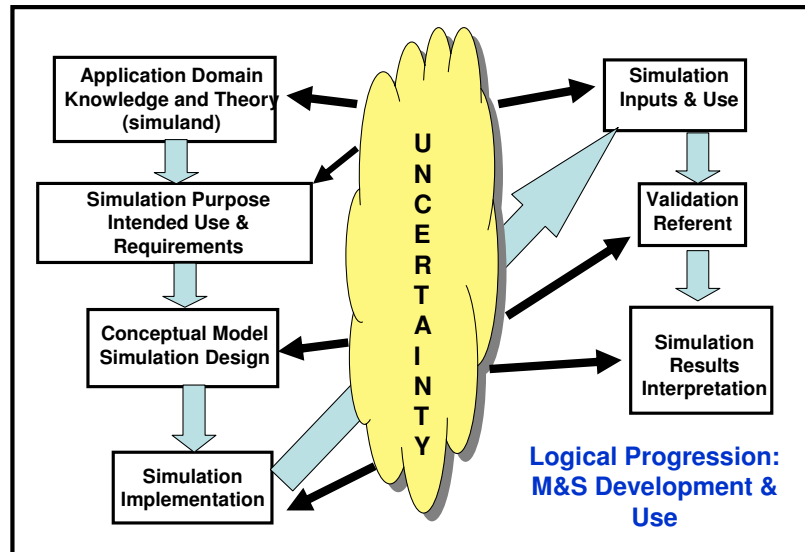 Application Domain
Knowledge and Theory
(simuland)
Simulation Purpose
Intended Use &
Requirements
Conceptual Model
Simulation Design
Simulation
Implementation
UNCERTAINTY
Simulation
Inputs & Use
Validation
Referent
Simulation
Results
Interpretation
Logical Progression:
M&S Development &
Use